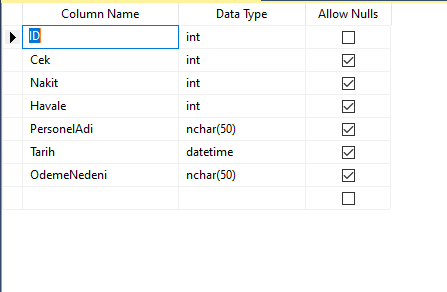 Column Name Data Type Allow Nulls
ID int
Cek int
Nakit int
Havale int
PersonelAdi nchar(50)
Tarih datetime
OdemeNedeni nchar(50)